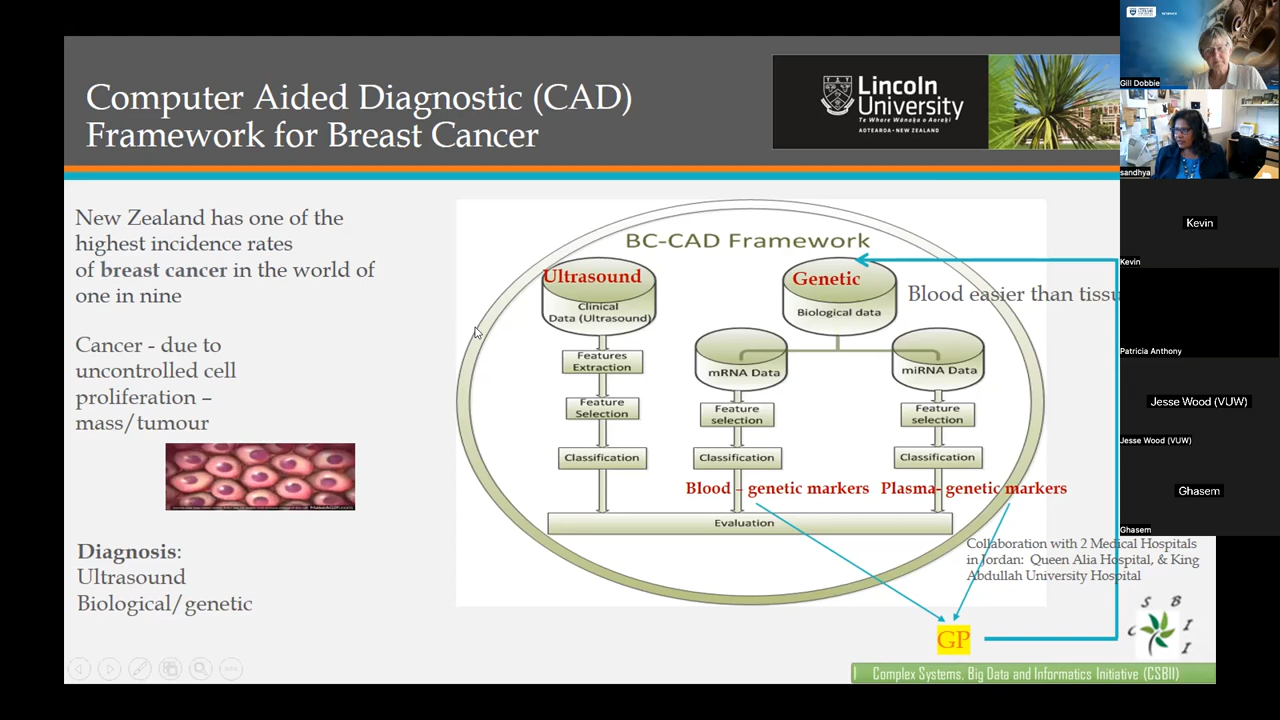 Computer Aided Diagnostic (CAD)
Framework for Breast Cancer
Lincoln
University
Te Whare Wānaka o Aoraki
AOTEAROA • NEW ZEALAND
New Zealand has one of the
highest incidence rates
of breast cancer in the world of
one in nine
Cancer - due to
uncontrolled cell
proliferation –
mass/tumour
Diagnosis:
Ultrasound
Biological/genetic
BC-CAD Framework
Ultrasound
Clinical
Data (Ultrasound)
Features
Extraction
Feature
Selection
Classification
Genetic
Biological data
Blood easier than tissu
mRNA Data
Feature
selection
Classification
miRNA Data
Feature
selection
Classification
Blood – genetic markers
Plasma- genetic markers
Evaluation
Collaboration with 2 Medical Hospitals
in Jordan: Queen Alia Hospital, & King
Abdullah University Hospital
GP
C S B I I I
Complex Systems, Big Data and Informatics Initiative (CSBII)
SCIENCE
Gill Dobbie
sandhya
Kevin
Kevin
Patricia Anthony
Jesse Wood (VUW)
Jesse Wood (VUW)
Ghasem
Ghasem